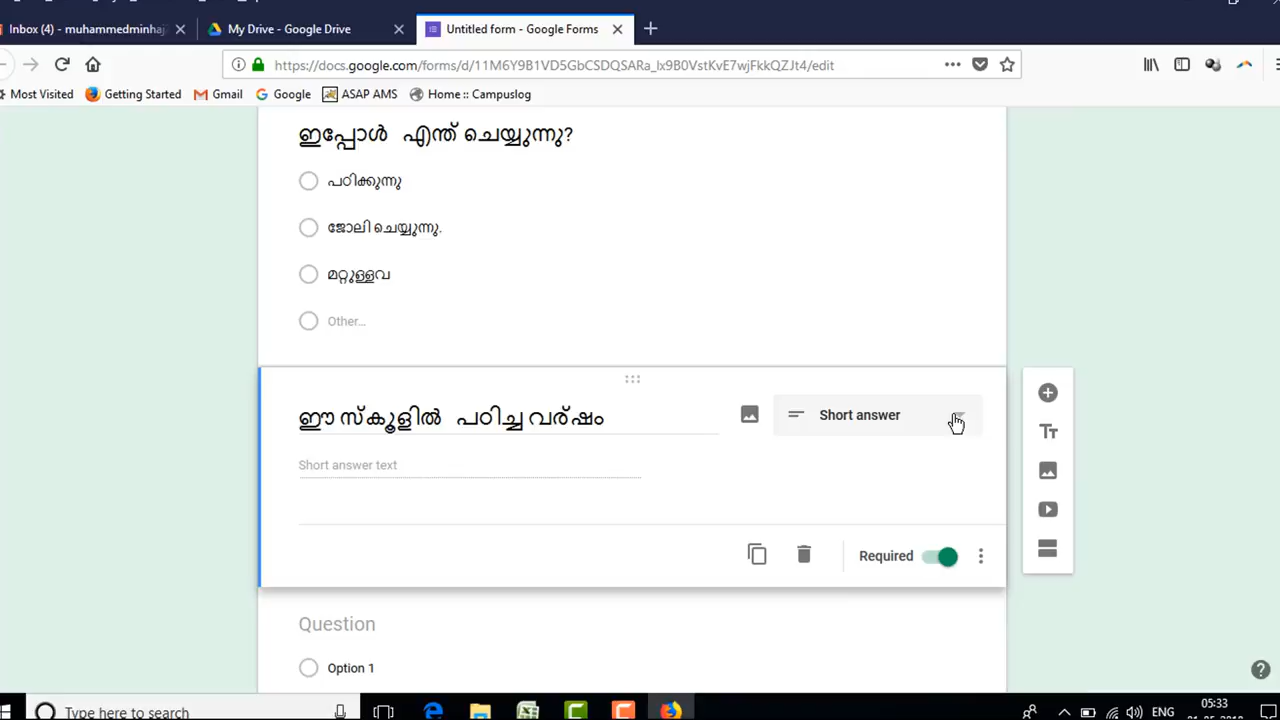 Inbox (4) - muhammedminhaj
My Drive - Google Drive
Untitled form - Google Forms
https://docs.google.com/forms/d/11M6Y9B1VD5GbCSDQSARa_lx9B0VstKvE7wjFkkQZJt4/edit
Most Visited Getting Started Gmail Google ASAP AMS Home :: Campuslog
ഇപ്പോൾ എന്ത് ചെയ്യുന്നു?
പഠിക്കുന്നു
ജോലി ചെയ്യുന്നു.
മറ്റുള്ളവ
Other...
ഈ സ്കൂളിൽ പഠിച്ച വര്ഷം
Short answer
Short answer text
Required
Question
Option 1
Type here to search
ENG
05:33